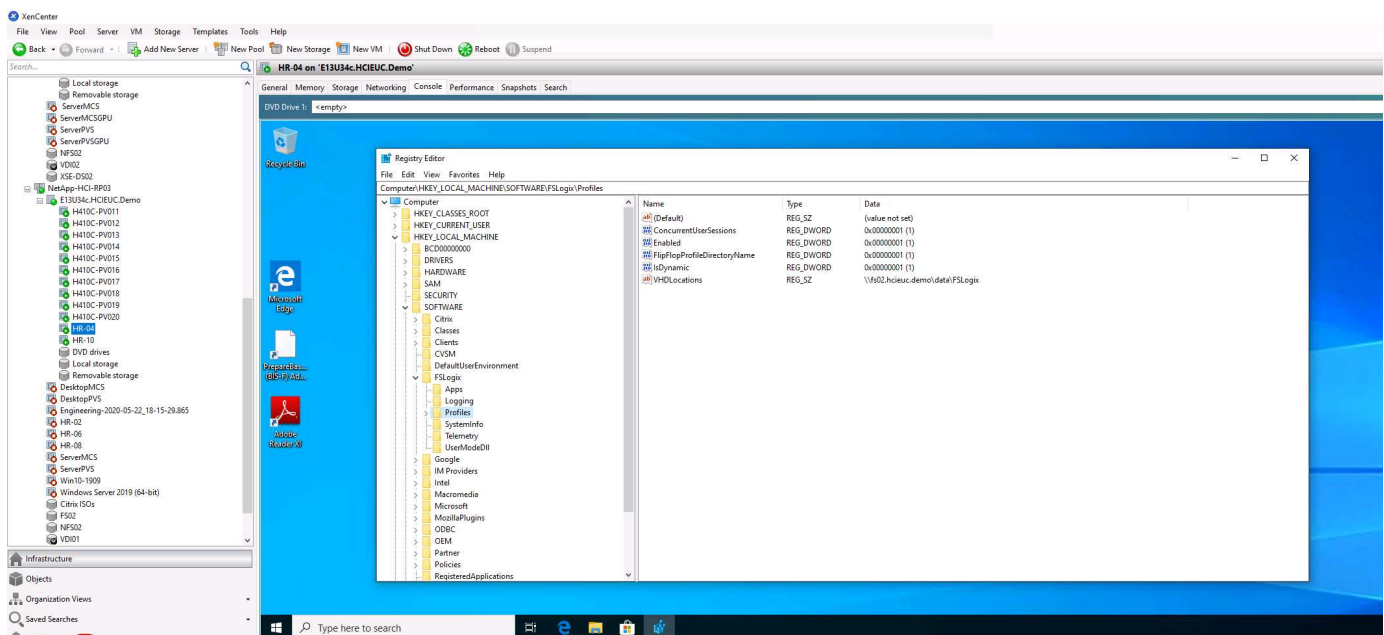 XenCenter
File View Pool Server VM Storage Templates Tools Help
Back Forward Add New Server New Pool New Storage New VM Shut Down Reboot Suspend
Search...
HR-04 on 'E13U34c.HCIEUC.Demo'
General Memory Storage Networking Console Performance Snapshots Search
DVD Drive 1: <empty>
Local storage
Removable storage
ServerMCS
ServerMCSGPU
ServerPVS
ServerPVSGPU
NFS02
VDI02
XSE-DS02
NetApp-HCI-RP03
E13U34c.HCIEUC.Demo
H410C-PV011
H410C-PV012
H410C-PV013
H410C-PV014
H410C-PV015
H410C-PV016
H410C-PV017
H410C-PV018
H410C-PV019
H410C-PV020
HR-04
HR-10
DVD drives
Local storage
Removable storage
DesktopMCS
DesktopPVS
Engineering-2020-05-22_18-15-29.865
HR-02
HR-06
HR-08
ServerMCS
ServerPVS
Win10-1909
Windows Server 2019 (64-bit)
Citrix ISOs
FS02
NFS02
VDI01
Infrastructure
Objects
Organization Views
Saved Searches
Recycle Bin
Microsoft
Edge
PrepareBas...
(BIS-F) Ad...
Adobe
Reader XI
Registry Editor
File Edit View Favorites Help
Computer\HKEY_LOCAL_MACHINE\SOFTWARE\FSLogix\Profiles
Computer
HKEY_CLASSES_ROOT
HKEY_CURRENT_USER
HKEY_LOCAL_MACHINE
BCD00000000
DRIVERS
HARDWARE
SAM
SECURITY
SOFTWARE
Citrix
Classes
Clients
CVSM
DefaultUserEnvironment
FSLogix
Apps
Logging
Profiles
SystemInfo
Telemetry
UserModeDll
Google
IM Providers
Intel
Macromedia
Microsoft
MozillaPlugins
ODBC
OEM
Partner
Policies
RegisteredApplications
Name Type Data
(Default) REG_SZ (value not set)
ConcurrentUserSessions REG_DWORD 0x00000001 (1)
Enabled REG_DWORD 0x00000001 (1)
FlipFlopProfileDirectoryName REG_DWORD 0x00000001 (1)
IsDynamic REG_DWORD 0x00000001 (1)
VHDLocations REG_SZ \\fs02.hcieuc.demo\data\FSLogix
Type here to search